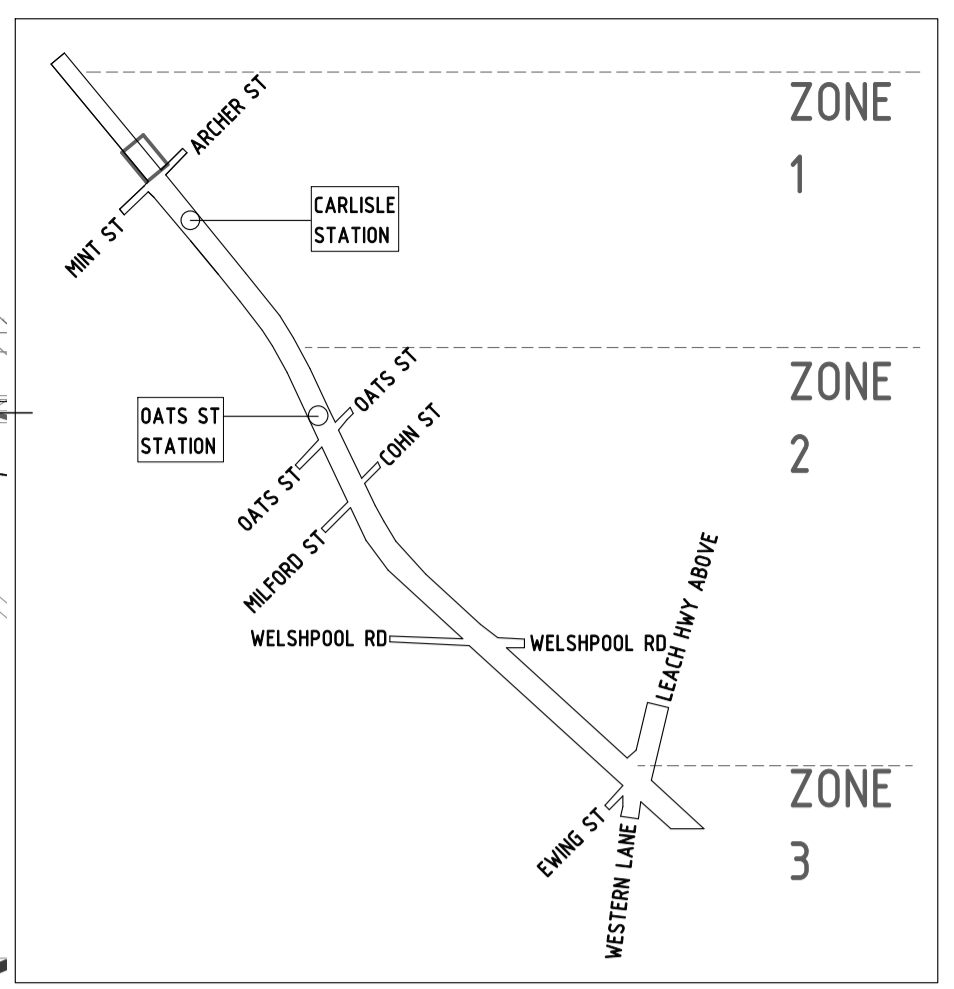 ZONE
1
ARCHER ST
MINT ST
CARLISLE
STATION
ZONE
2
OATS ST
OATS ST
STATION
COHN ST
OATS ST
MILFORD ST
WELSHPOOL RD
WELSHPOOL RD
LEACH HWY ABOVE
ZONE
3
EWING ST
WESTERN LANE